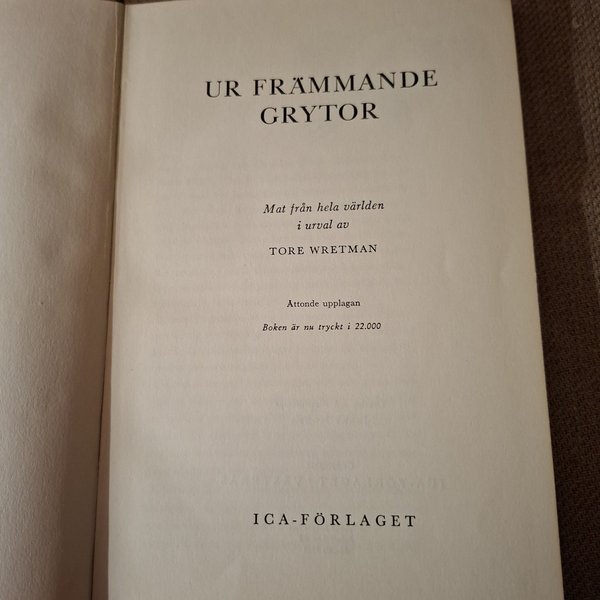 UR FRÄMMANDE
GRYTOR
Mat från hela världen
i urval av
TORE WRETMAN
Åttonde upplagan
Boken är nu tryckt i 22.000
ICA-FÖRLAGET